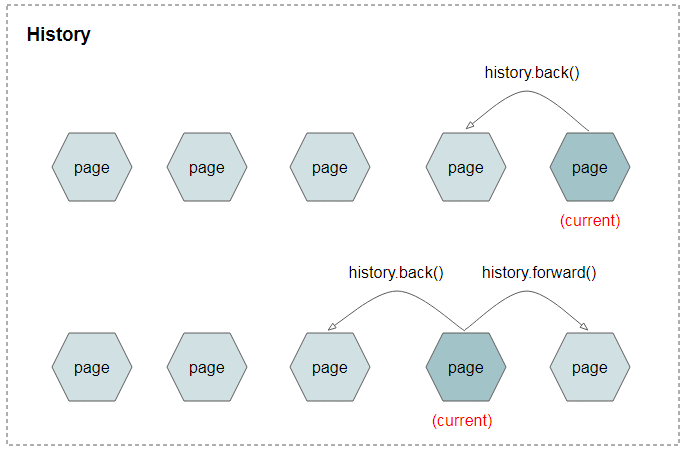 History
history.back()
page page page page page
(current)
history.back() history.forward()
page page page page page
(current)